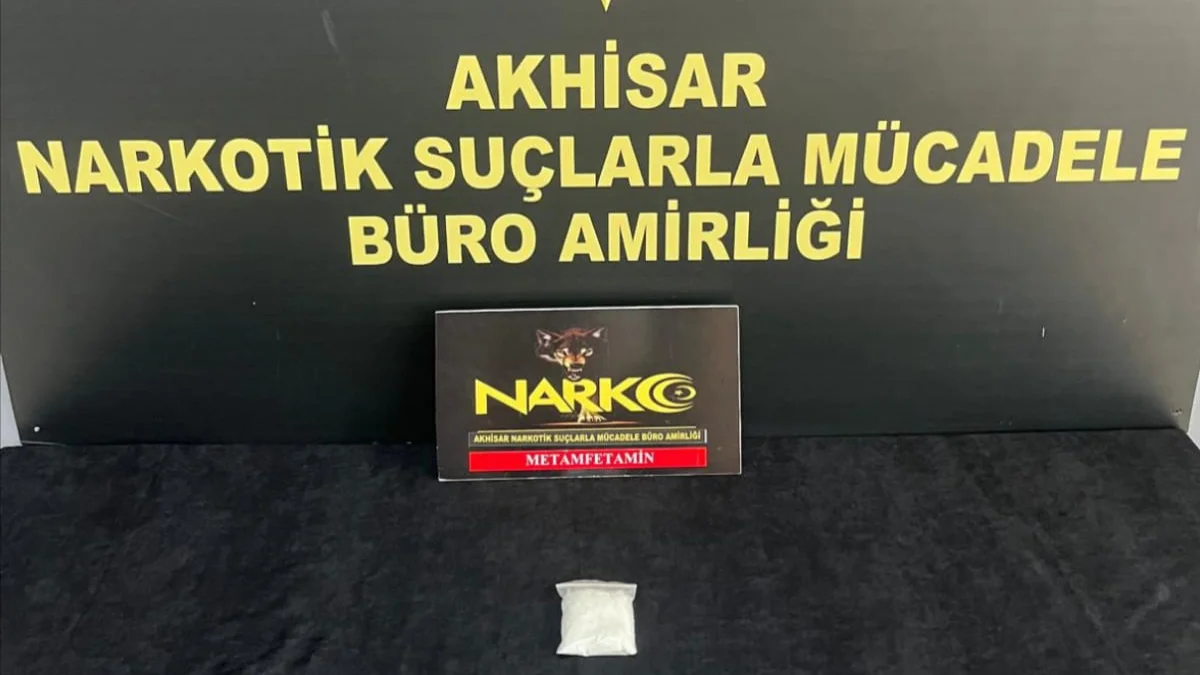 AKHİSAR
NARKOTİK SUÇLARLA MÜCADELE
BÜRO AMİRLİĞİ
NARKO
AKHİSAR NARKOTİK SUÇLARLA MÜCADELE BÜRO AMİRLİĞİ
METAMFETAMİN